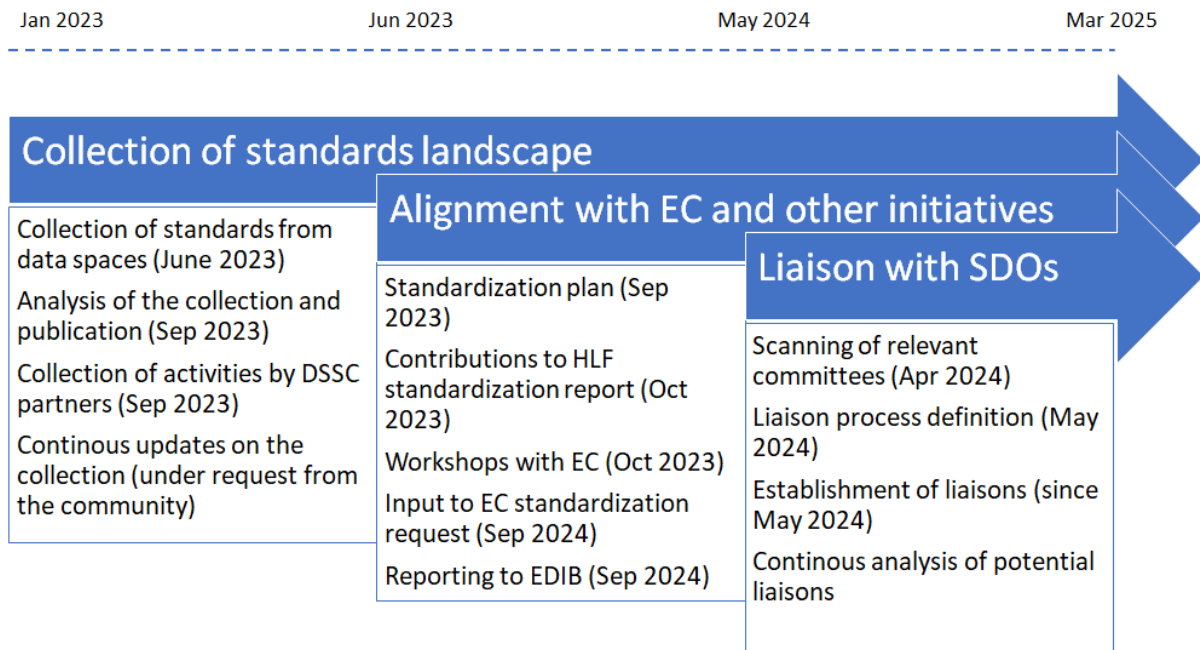 Jan 2023
Jun 2023
May 2024
Mar 2025
Collection of standards landscape
Collection of standards from
data spaces (June 2023)
Analysis of the collection and
publication (Sep 2023)
Collection of activities by DSSC
partners (Sep 2023)
Continous updates on the
collection (under request from
the community)
Alignment with EC and other initiatives
Standardization plan (Sep
2023)
Contributions to HLF
standardization report (Oct
2023)
Workshops with EC (Oct 2023)
Input to EC standardization
request (Sep 2024)
Reporting to EDIB (Sep 2024)
Liaison with SDOs
Scanning of relevant
committees (Apr 2024)
Liaison process definition (May
2024)
Establishment of liaisons (since
May 2024)
Continous analysis of potential
liaisons